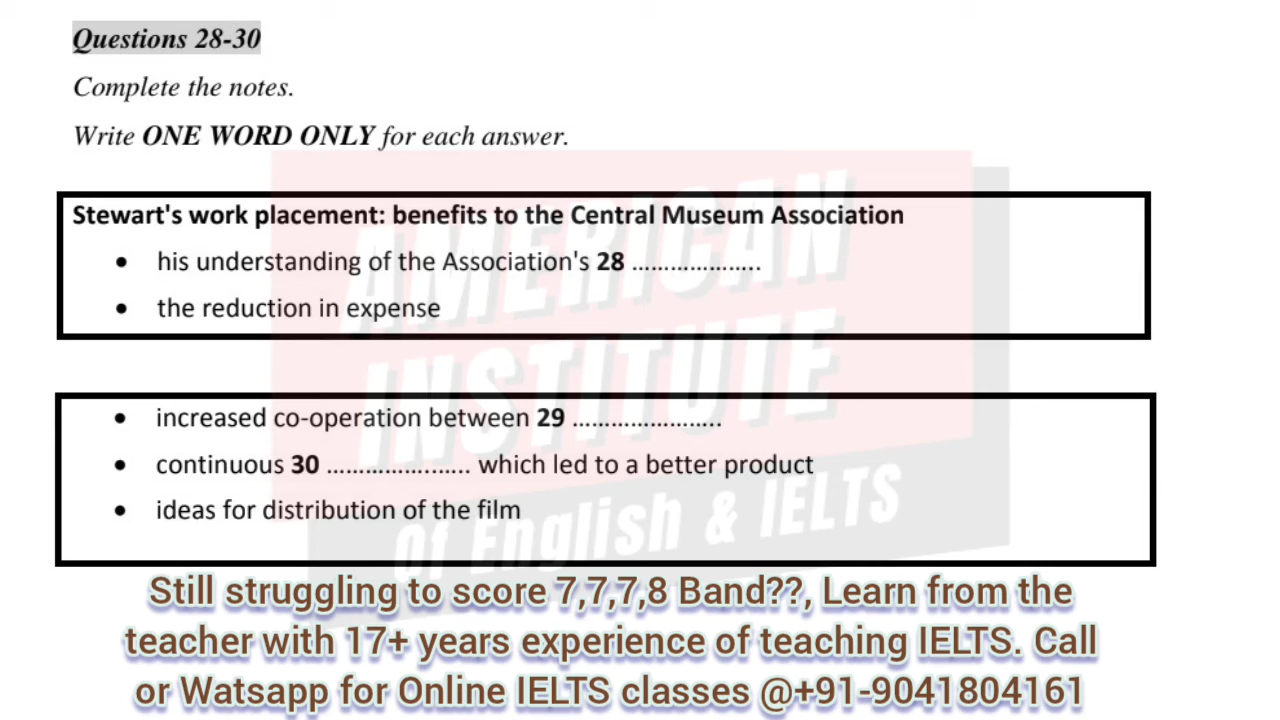 Questions 28-30
Complete the notes.
Write ONE WORD ONLY for each answer.
Stewart's work placement: benefits to the Central Museum Association
• his understanding of the Association's 28 ………………..
• the reduction in expense
• increased co-operation between 29 …………………..
• continuous 30 …………….…... which led to a better product
• ideas for distribution of the film
AMERICAN
INSTITUTE
Of English & IELTS
Still struggling to score 7,7,7,8 Band??, Learn from the
teacher with 17+ years experience of teaching IELTS. Call
or Watsapp for Online IELTS classes @+91-9041804161